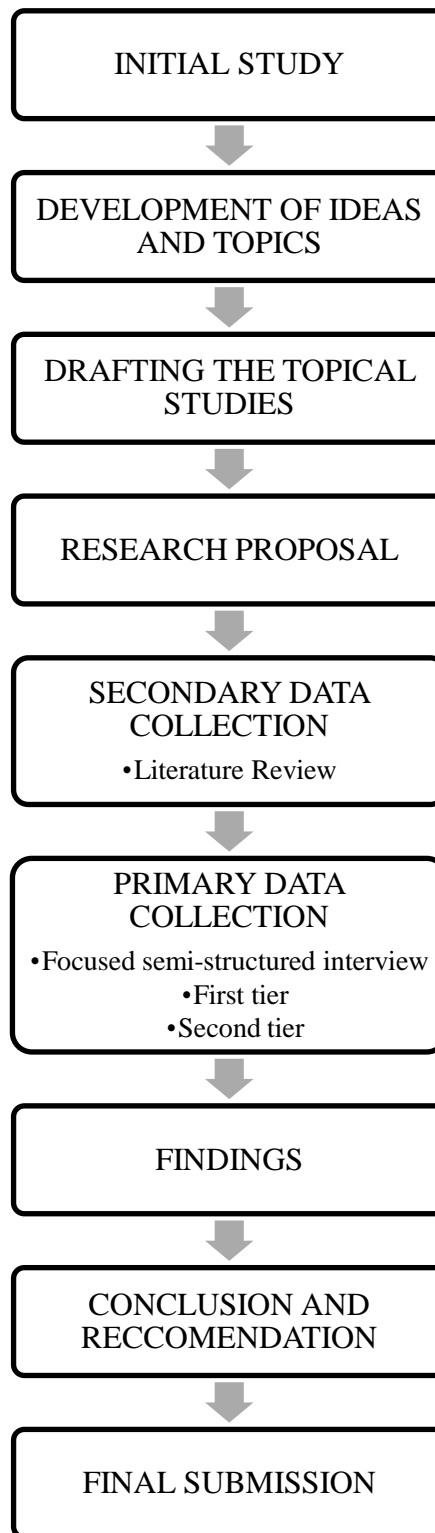 INITIAL STUDY
DEVELOPMENT OF IDEAS
AND TOPICS
DRAFTING THE TOPICAL
STUDIES
RESEARCH PROPOSAL
SECONDARY DATA
COLLECTION
•Literature Review
PRIMARY DATA
COLLECTION
•Focused semi-structured interview
•First tier
•Second tier
FINDINGS
CONCLUSION AND
RECCOMENDATION
FINAL SUBMISSION